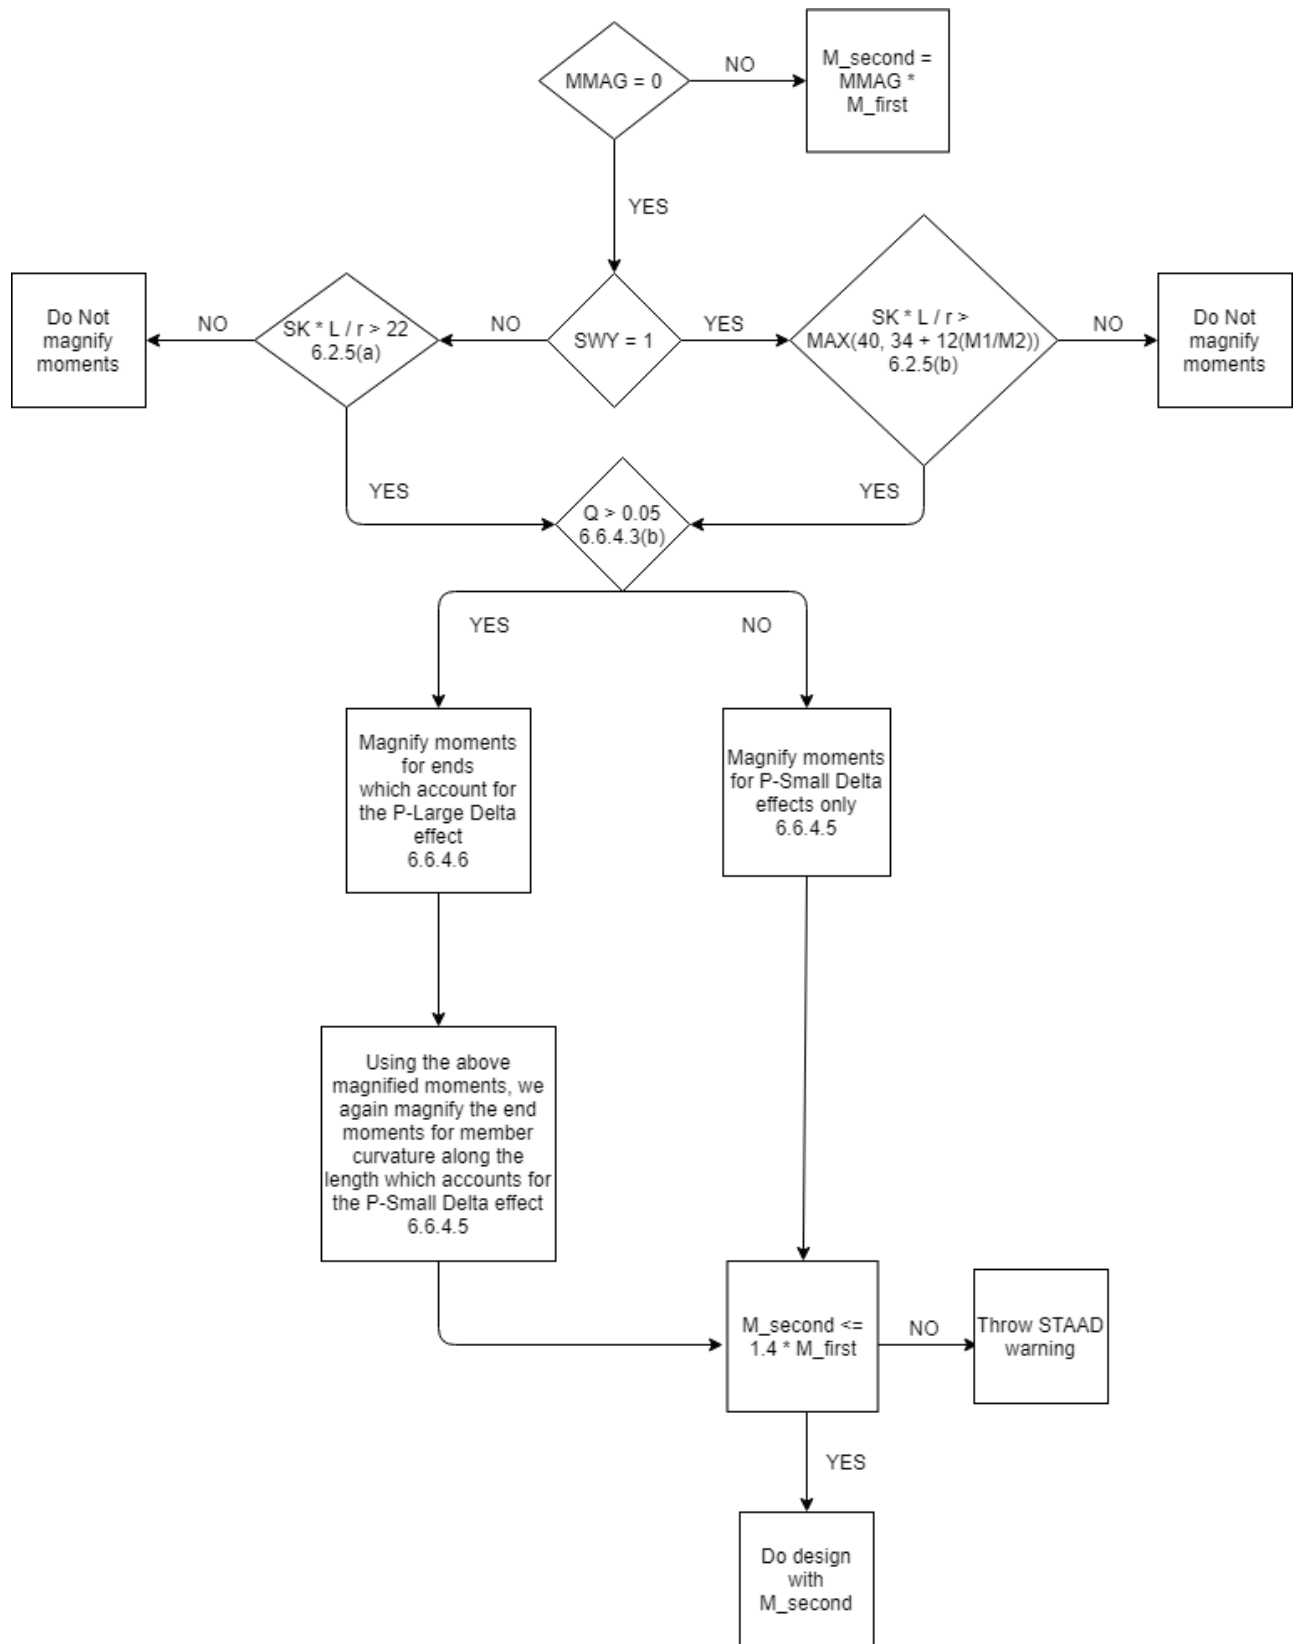 MMAG = 0
NO
M_second =
MMAG *
M_first
YES
Do Not
magnify
moments
NO
SK * L / r > 22
6.2.5(a)
NO
SWY = 1
YES
SK * L / r >
MAX(40, 34 + 12(M1/M2))
6.2.5(b)
NO
Do Not
magnify
moments
YES
Q > 0.05
6.6.4.3(b)
YES
YES
NO
Magnify moments
for ends
which account for
the P-Large Delta
effect
6.6.4.6
Magnify moments
for P-Small Delta
effects only
6.6.4.5
Using the above
magnified moments, we
again magnify the end
moments for member
curvature along the
length which accounts for
the P-Small Delta effect
6.6.4.5
M_second <=
1.4 * M_first
NO
Throw STAAD
warning
YES
Do design
with
M_second